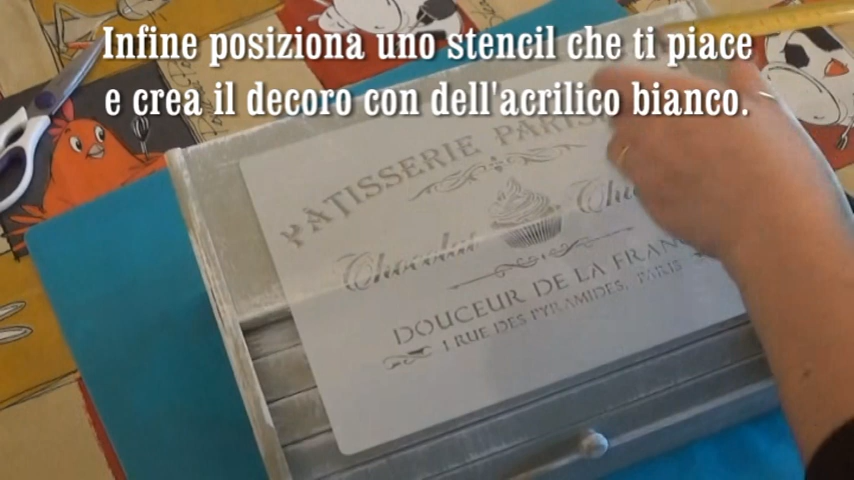 Infine posiziona uno stencil che ti piace
e crea il decoro con dell'acrilico bianco.
PATISSERIE PARIS
Chocolat
DOUCEUR DE LA FRAN
1 RUE DES PYRAMIDES, PARIS